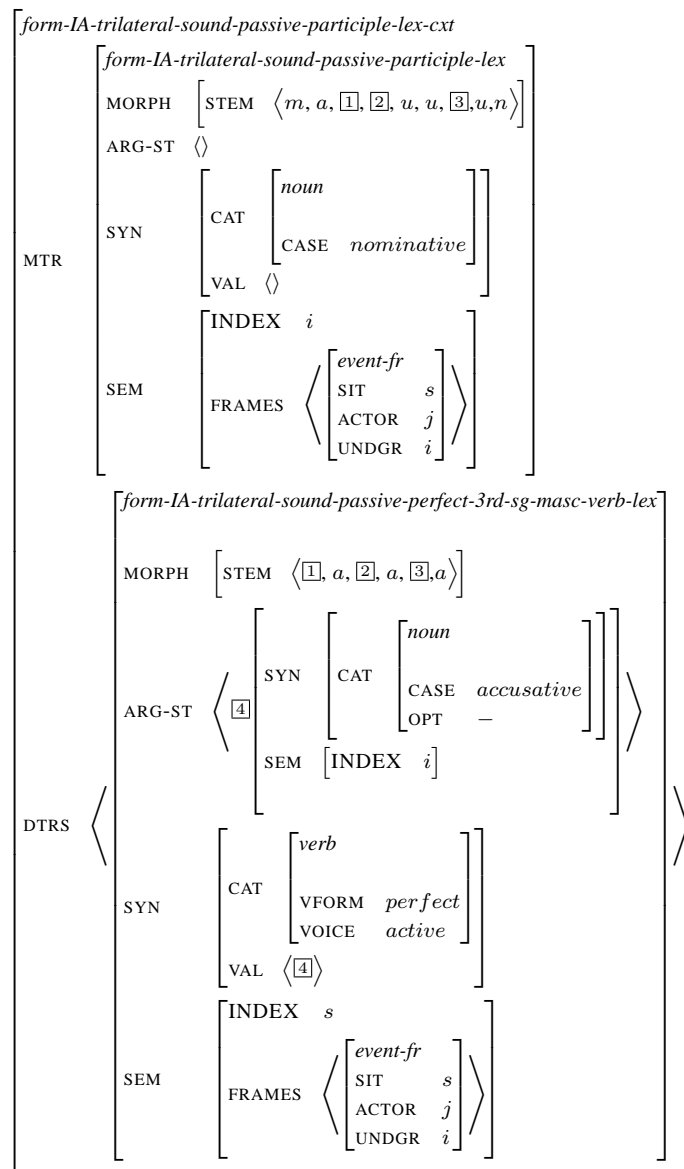 form-IA-trilateral-sound-passive-participle-lex-cxt
form-IA-trilateral-sound-passive-participle-lex
MORPH [STEM ⟨m, a, 1, 2, u, u, 3,u,n⟩]
ARG-ST ⟨⟩
noun
CAT
SYN
CASE nominative
MTR
VAL ⟨⟩
INDEX i
event-fr
SIT s
SEM
FRAMES
ACTOR j
UNDGR i
form-IA-trilateral-sound-passive-perfect-3rd-sg-masc-verb-lex
MORPH [STEM ⟨1, a, 2, a, 3,a⟩]
noun
SYN CAT
CASE accusative
ARG-ST 4
OPT −
SEM [INDEX i]
DTRS
verb
CAT
VFORM perfect
SYN
VOICE active
VAL ⟨4⟩
INDEX s
event-fr
SIT s
SEM
FRAMES
ACTOR j
UNDGR i